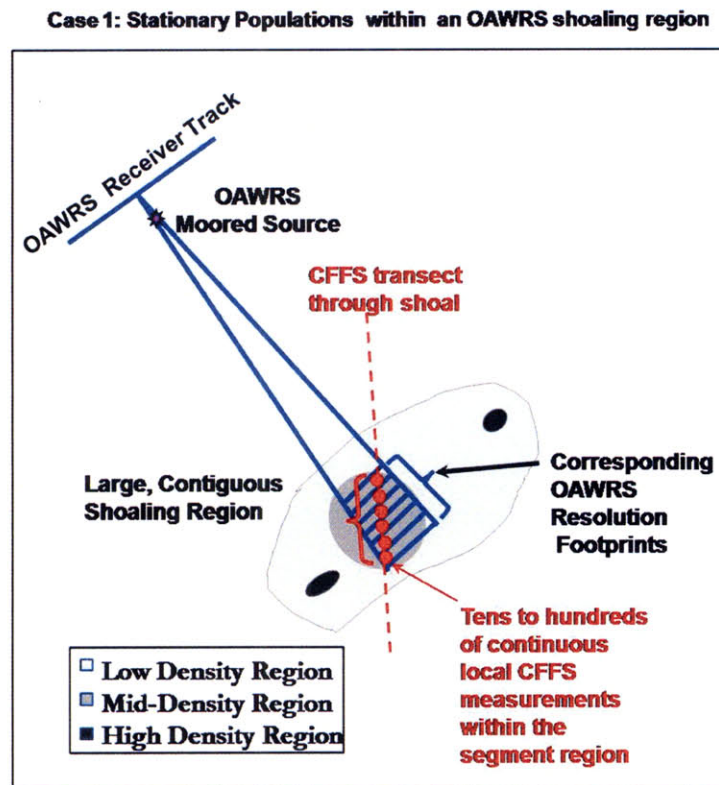 Case 1: Stationary Populations within an OAWRS shoaling region
OAWRS Receiver Track
OAWRS
Moored Source
CFFS transect
through shoal
Large, Contiguous
Shoaling Region
Corresponding
OAWRS
Resolution
Footprints
Tens to hundreds
of continuous
local CFFS
measurements
within the
segment region
Low Density Region
Mid-Density Region
High Density Region